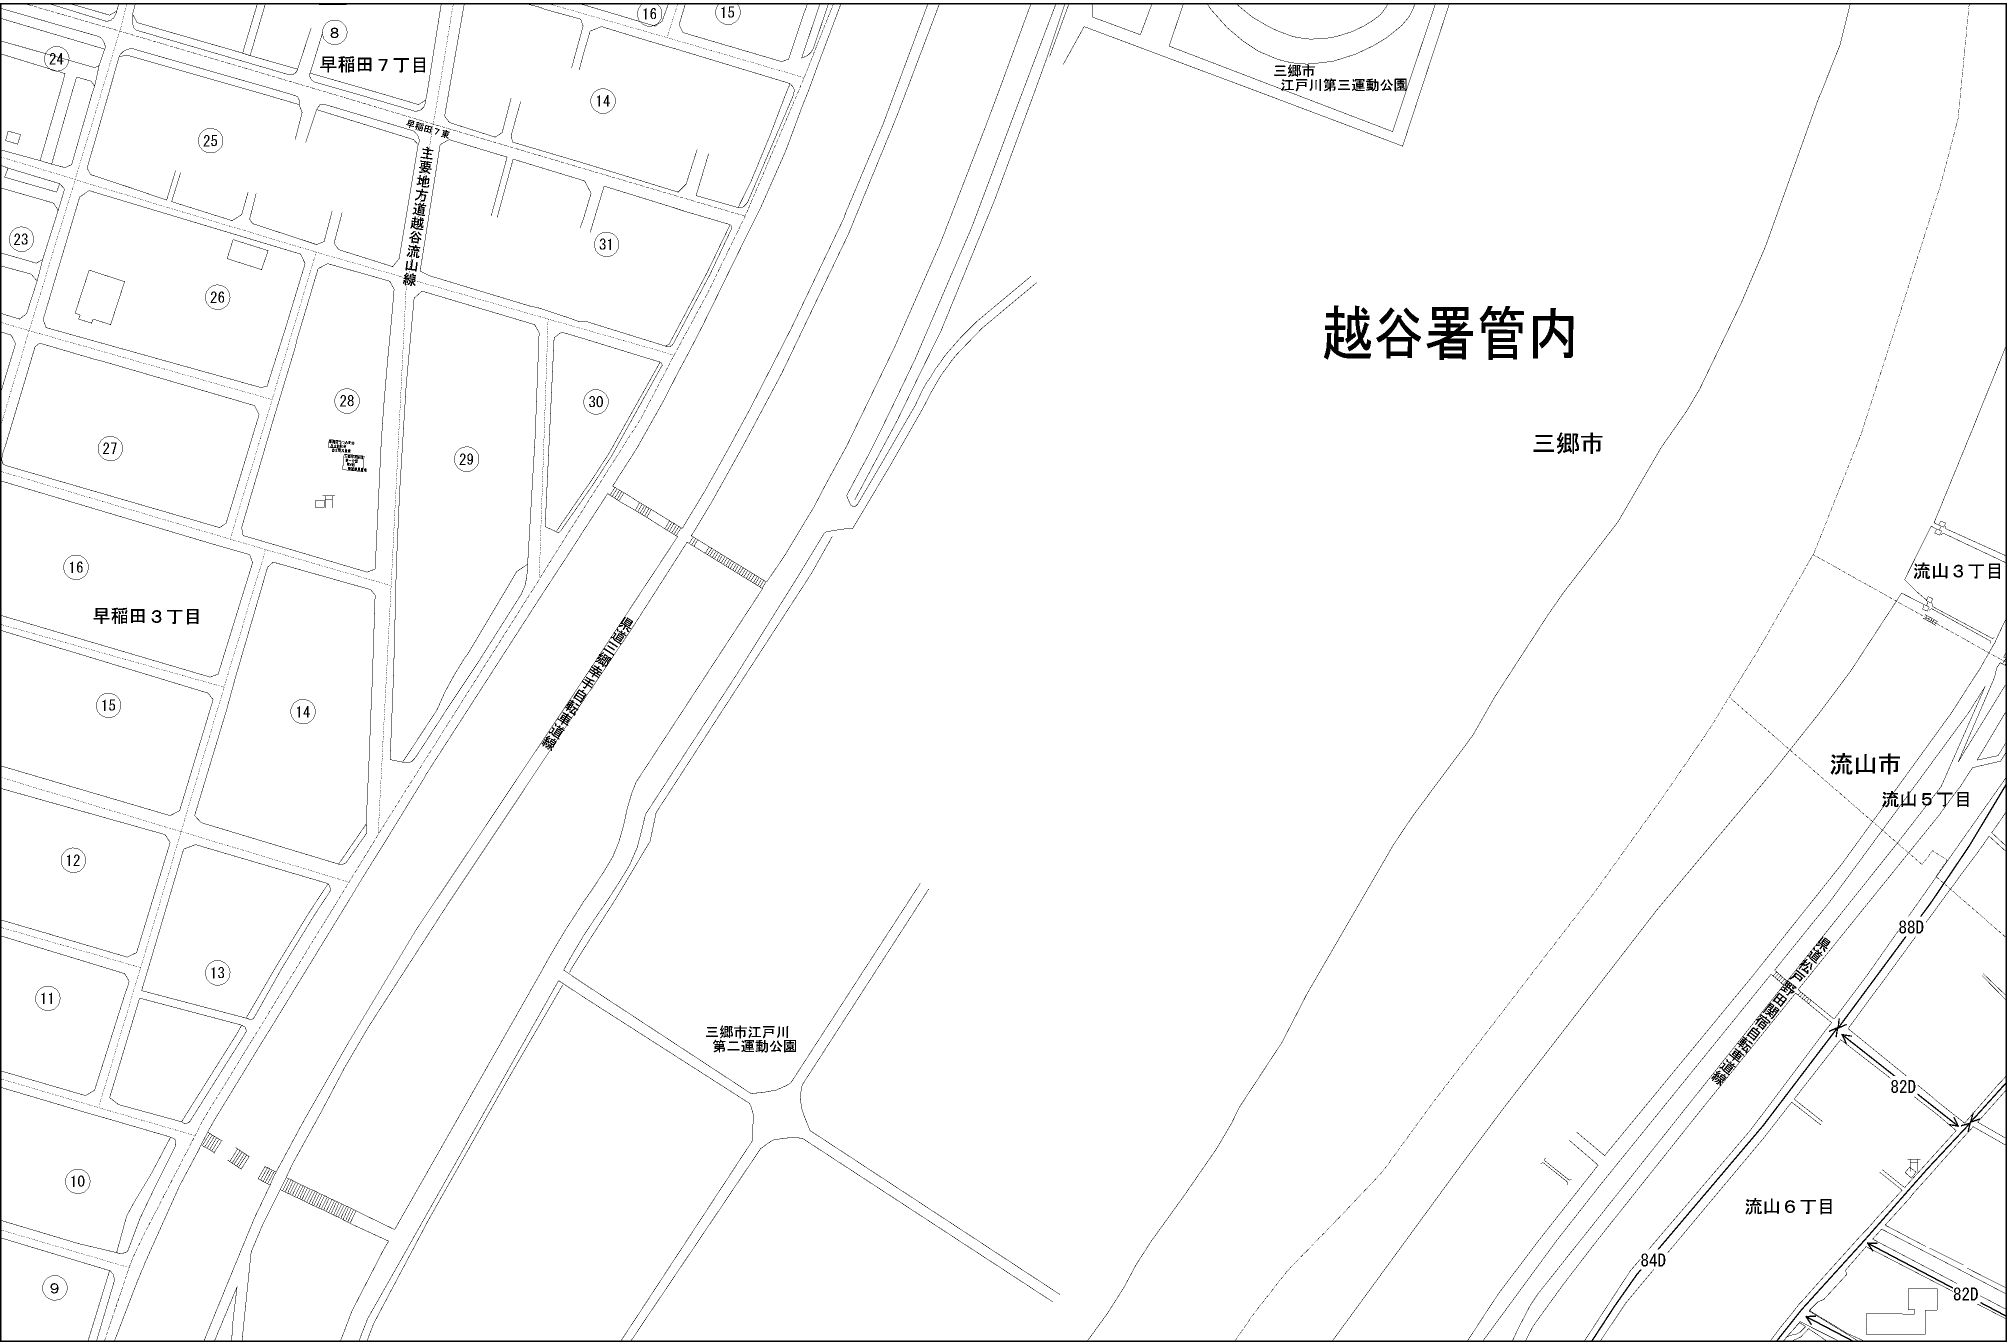 16
15
8
24
早稲田７丁目
三郷市
江戸川第三運動公園
14
早稲田７東
25
主要地方道越谷流山線
23
31
26
越谷署管内
28
30
三郷市
27
29
16
流山３丁目
早稲田３丁目
県道三郷幸手自転車道線
15
14
流山市
流山５丁目
12
88D
13
県道松戸野田関宿自転車道線
11
三郷市江戸川
第二運動公園
82D
10
流山６丁目
84D
9
82D